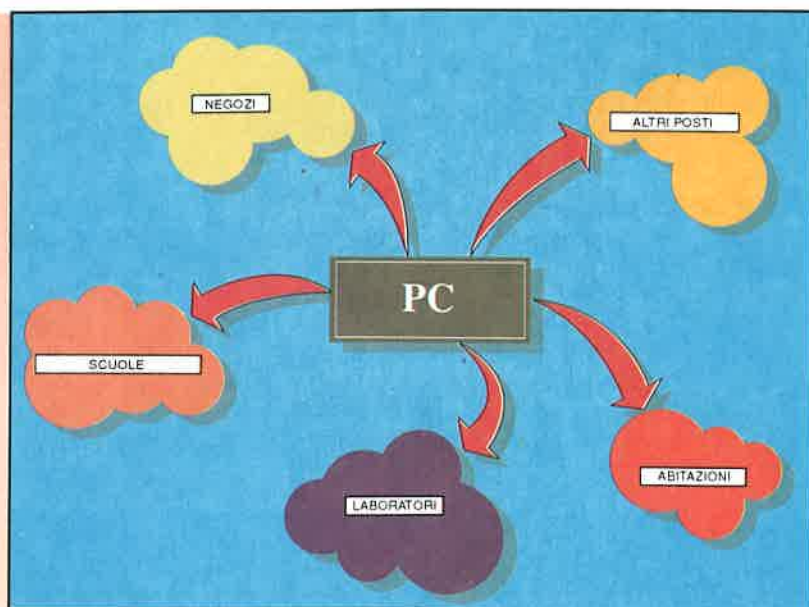 NEGOZI
ALTRI POSTI
PC
SCUOLE
ABITAZIONI
LABORATORI